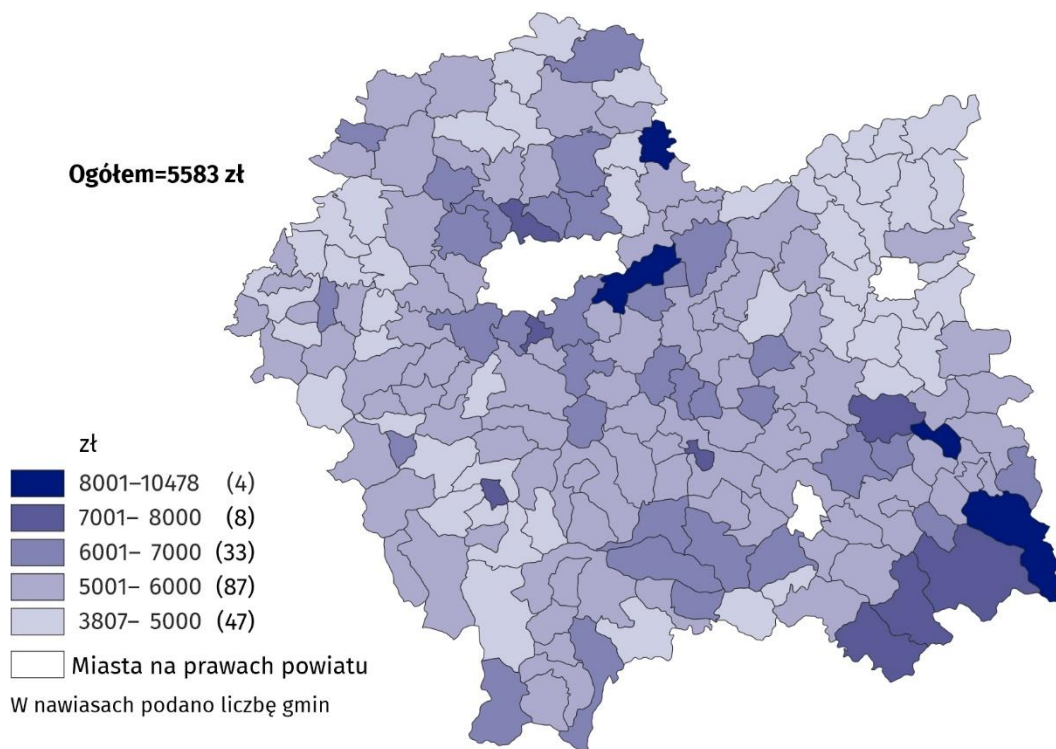 Ogółem=5583 zł
zł
8001–10478 (4)
7001– 8000 (8)
6001– 7000 (33)
5001– 6000 (87)
3807– 5000 (47)
Miasta na prawach powiatu
W nawiasach podano liczbę gmin